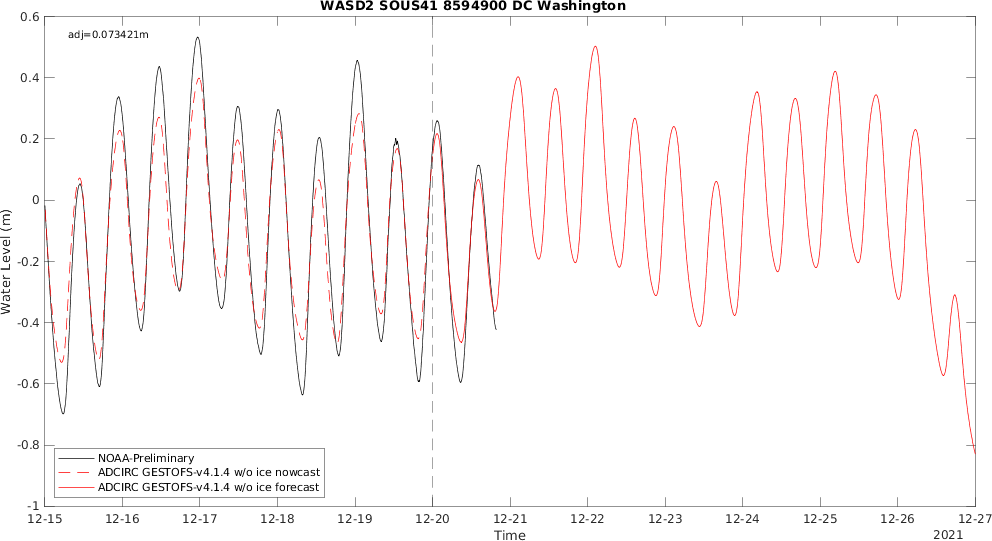 WASD2 SOUS41 8594900 DC Washington
adj=0.073421m
0.6
0.4
0.2
0
-0.2
-0.4
-0.6
-0.8
-1
Water Level (m)
NOAA-Preliminary
ADCIRC GESTOFS-v4.1.4 w/o ice nowcast
ADCIRC GESTOFS-v4.1.4 w/o ice forecast
12-15 12-16 12-17 12-18 12-19 12-20 12-21 12-22 12-23 12-24 12-25 12-26 12-27
Time
2021